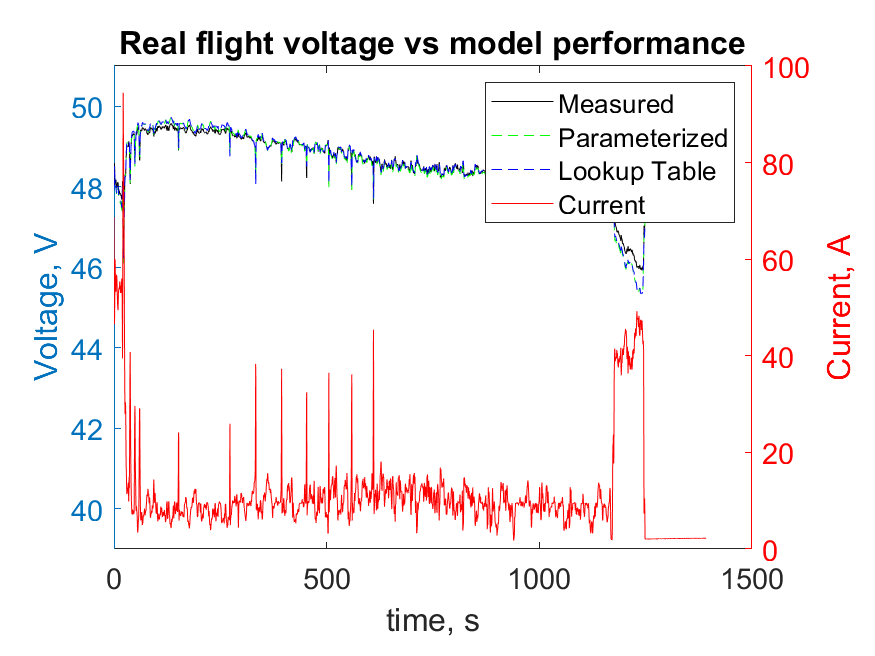 Real flight voltage vs model performance
50
48
46
44
42
40
Voltage, V
Measured
Parameterized
Lookup Table
Current
100
80
60
40
20
0
Current, A
0
500
1000
1500
time, s